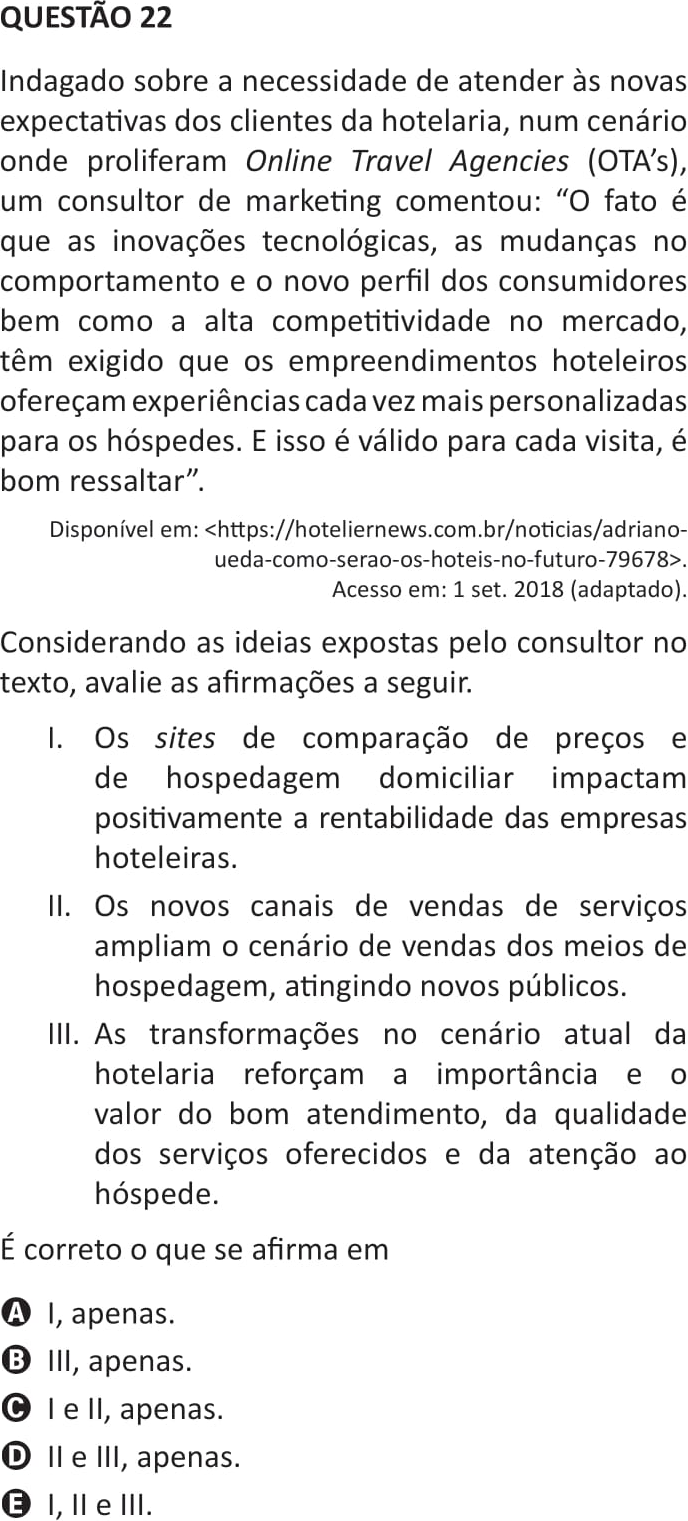 QUESTÃO 22
Indagado sobre a necessidade de atender às novas
expectativas dos clientes da hotelaria, num cenário
onde proliferam Online Travel Agencies (OTA’s),
um consultor de marketing comentou: “O fato é
que as inovações tecnológicas, as mudanças no
comportamento e o novo perfil dos consumidores
bem como a alta competitividade no mercado,
têm exigido que os empreendimentos hoteleiros
ofereçam experiências cada vez mais personalizadas
para os hóspedes. E isso é válido para cada visita, é
bom ressaltar”.
Disponível em: <https://hoteliernews.com.br/noticias/adriano-
ueda-como-serao-os-hoteis-no-futuro-79678>.
Acesso em: 1 set. 2018 (adaptado).
Considerando as ideias expostas pelo consultor no
texto, avalie as afirmações a seguir.
I. Os sites de comparação de preços e
de hospedagem domiciliar impactam
positivamente a rentabilidade das empresas
hoteleiras.
II. Os novos canais de vendas de serviços
ampliam o cenário de vendas dos meios de
hospedagem, atingindo novos públicos.
III. As transformações no cenário atual da
hotelaria reforçam a importância e o
valor do bom atendimento, da qualidade
dos serviços oferecidos e da atenção ao
hóspede.
É correto o que se afirma em
A I, apenas.
B III, apenas.
C I e II, apenas.
D II e III, apenas.
E I, II e III.